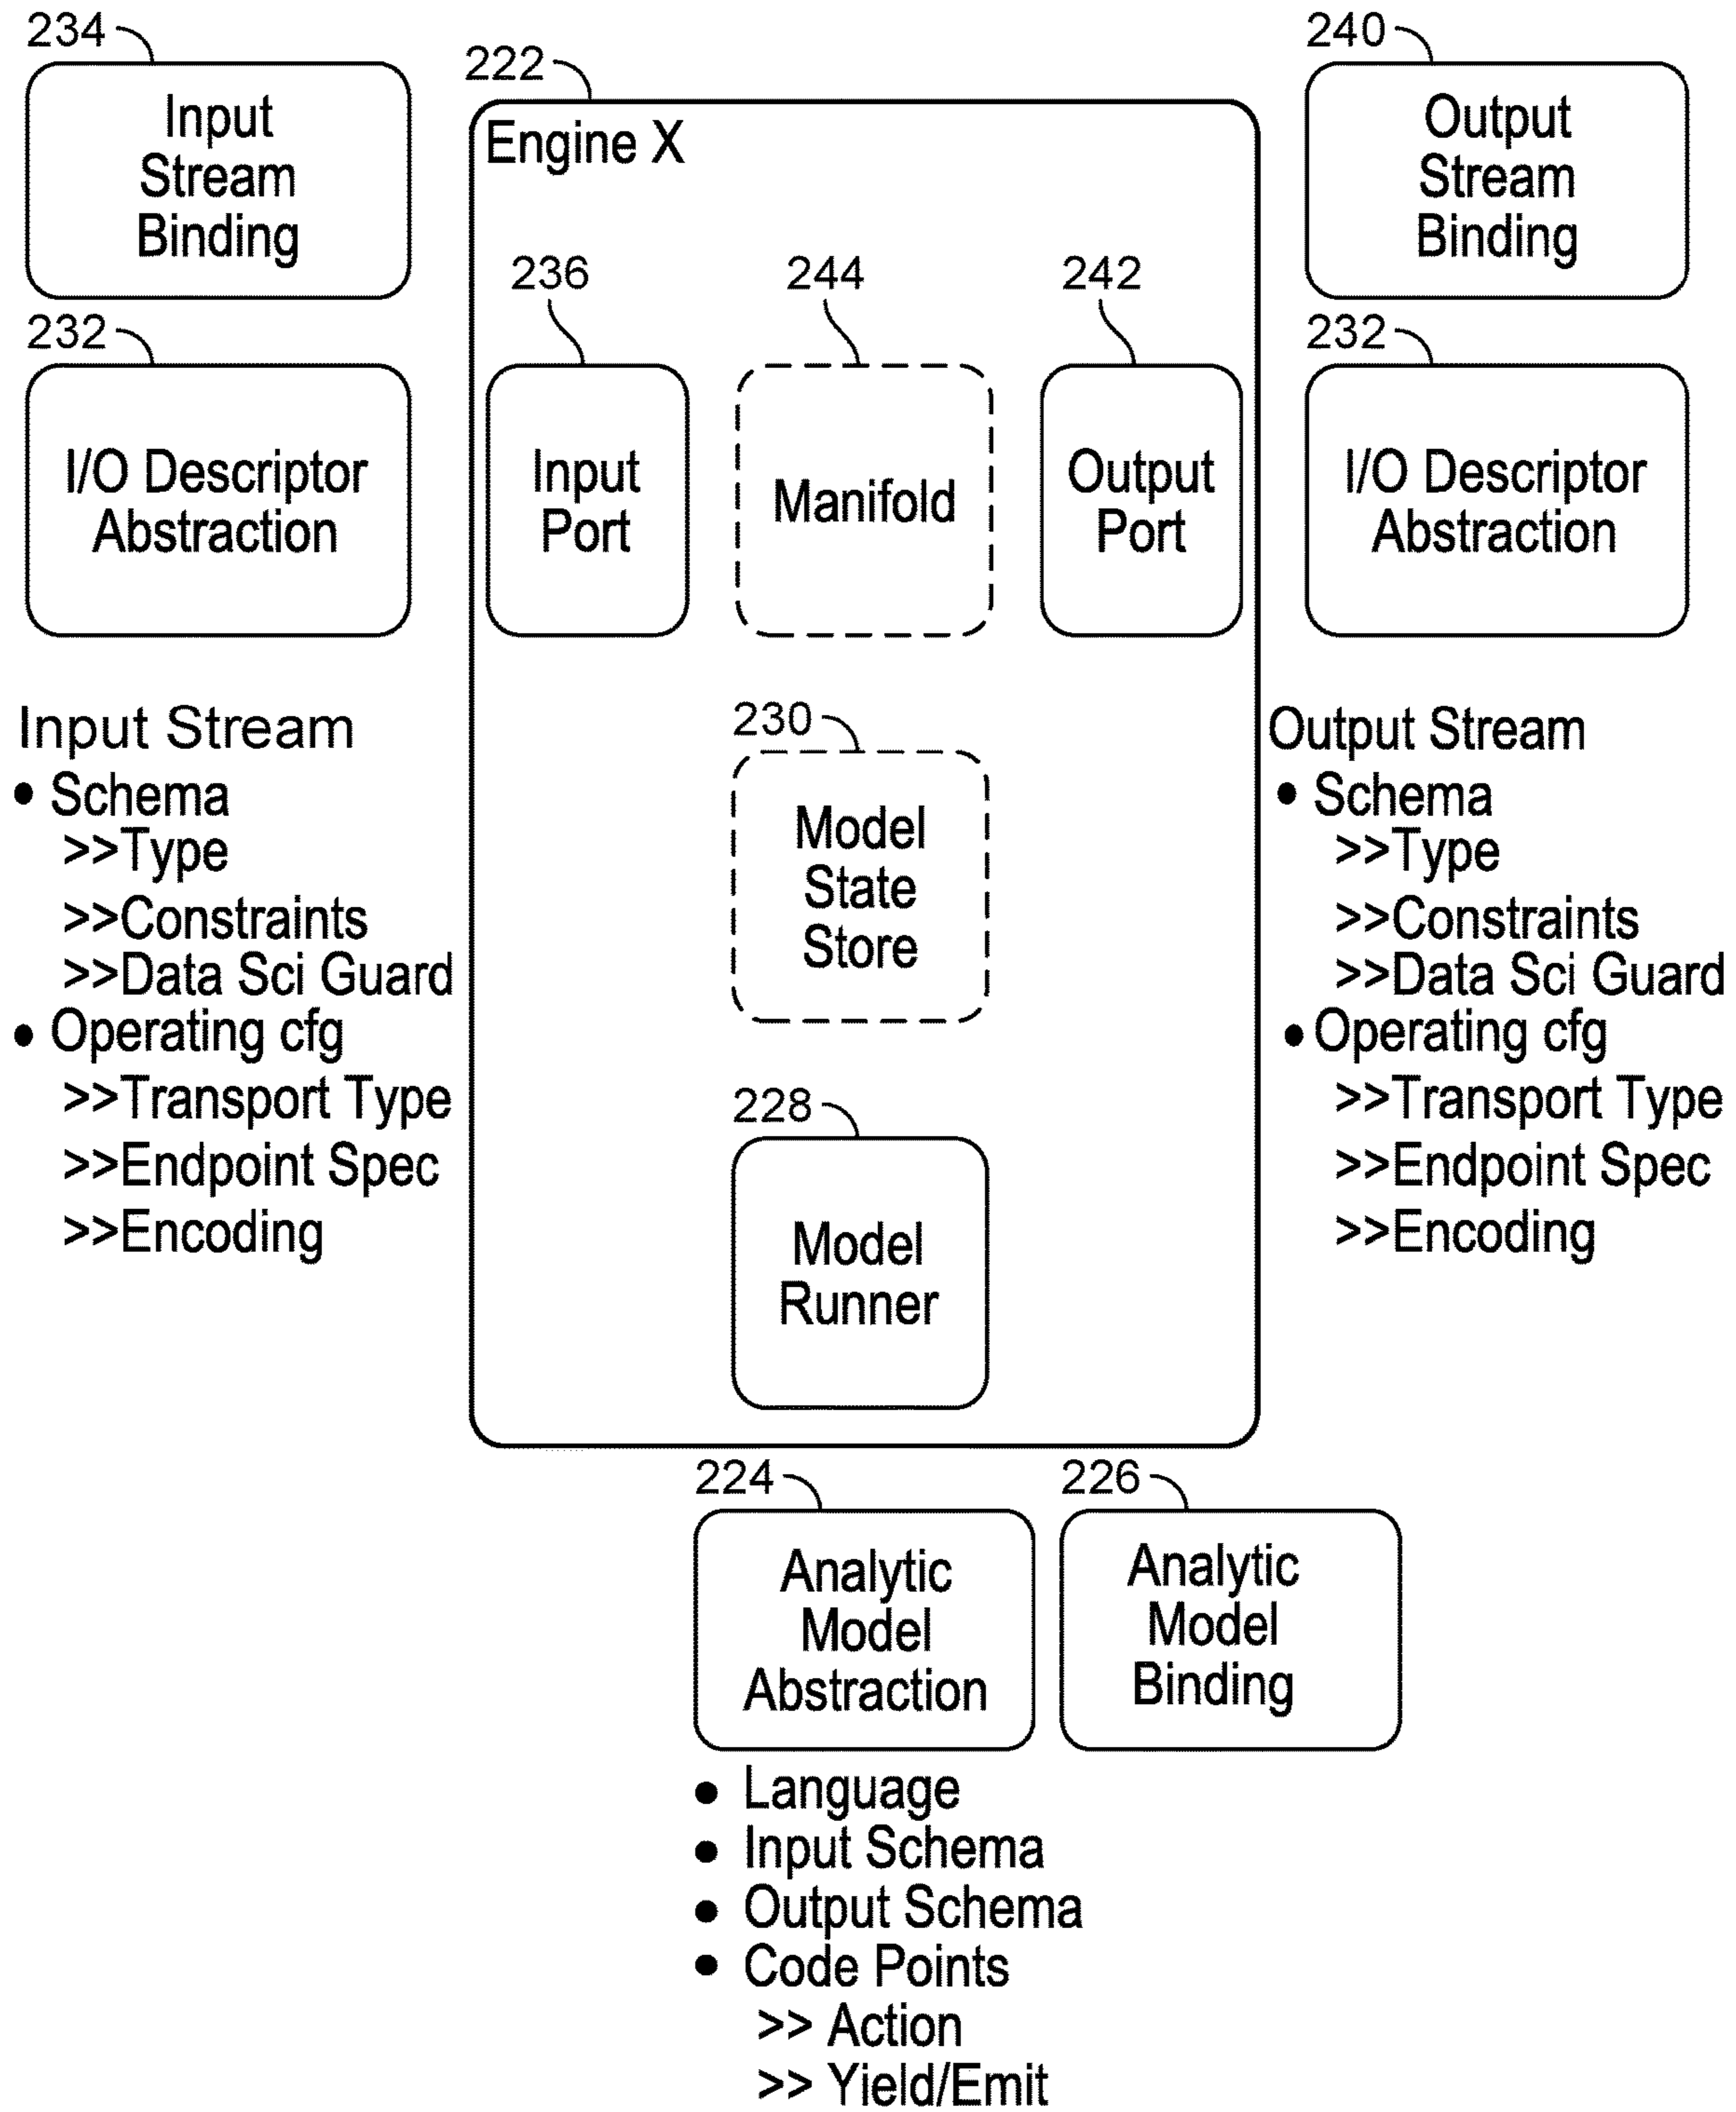 234
Input
Stream
Binding
232
I/O Descriptor
Abstraction
Input Stream
• Schema
>>Type
>>Constraints
>>Data Sci Guard
• Operating cfg
>>Transport Type
>>Endpoint Spec
>>Encoding
222
Engine X
236
Input
Port
244
Manifold
242
Output
Port
230
Model
State
Store
228
Model
Runner
240
Output
Stream
Binding
232
I/O Descriptor
Abstraction
Output Stream
• Schema
>>Type
>>Constraints
>>Data Sci Guard
• Operating cfg
>>Transport Type
>>Endpoint Spec
>>Encoding
224
Analytic
Model
Abstraction
226
Analytic
Model
Binding
• Language
• Input Schema
• Output Schema
• Code Points
>> Action
>> Yield/Emit